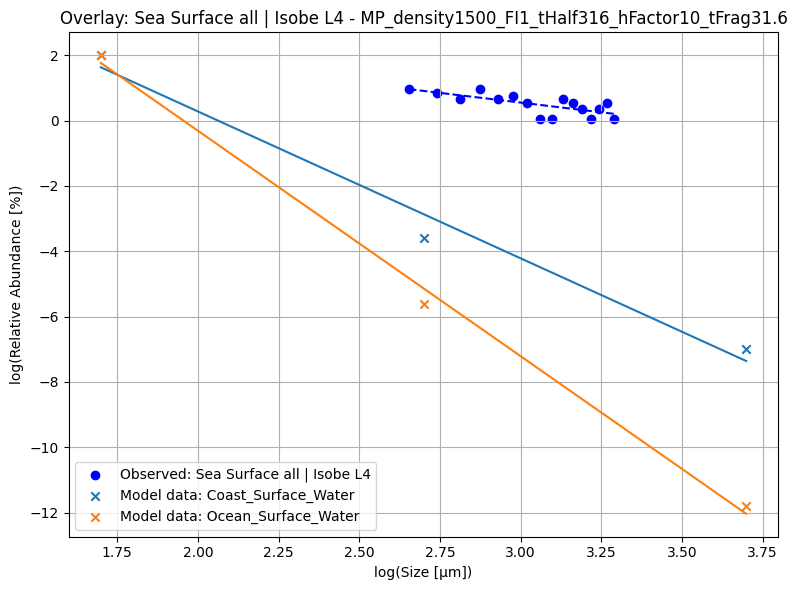 Overlay: Sea Surface all | Isobe L4 - MP_density1500_FI1_tHalf316_hFactor10_tFrag31.6
log(Relative Abundance [%])
2
0
−2
−4
−6
−8
−10
−12
Observed: Sea Surface all | Isobe L4
Model data: Coast_Surface_Water
Model data: Ocean_Surface_Water
1.75 2.00 2.25 2.50 2.75 3.00 3.25 3.50 3.75
log(Size [µm])